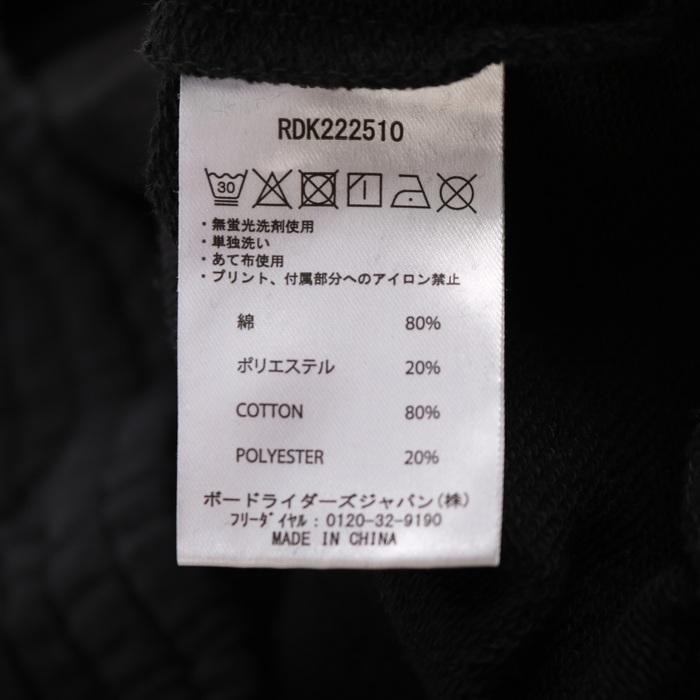 RDK222510
30
・無蛍光洗剤使用
・単独洗い
・あて布使用
・プリント、付属部分へのアイロン禁止
綿 80%
ポリエステル 20%
COTTON 80%
POLYESTER 20%
ボードライダーズジャパン(株)
フリーダイヤル : 0120-32-9190
MADE IN CHINA